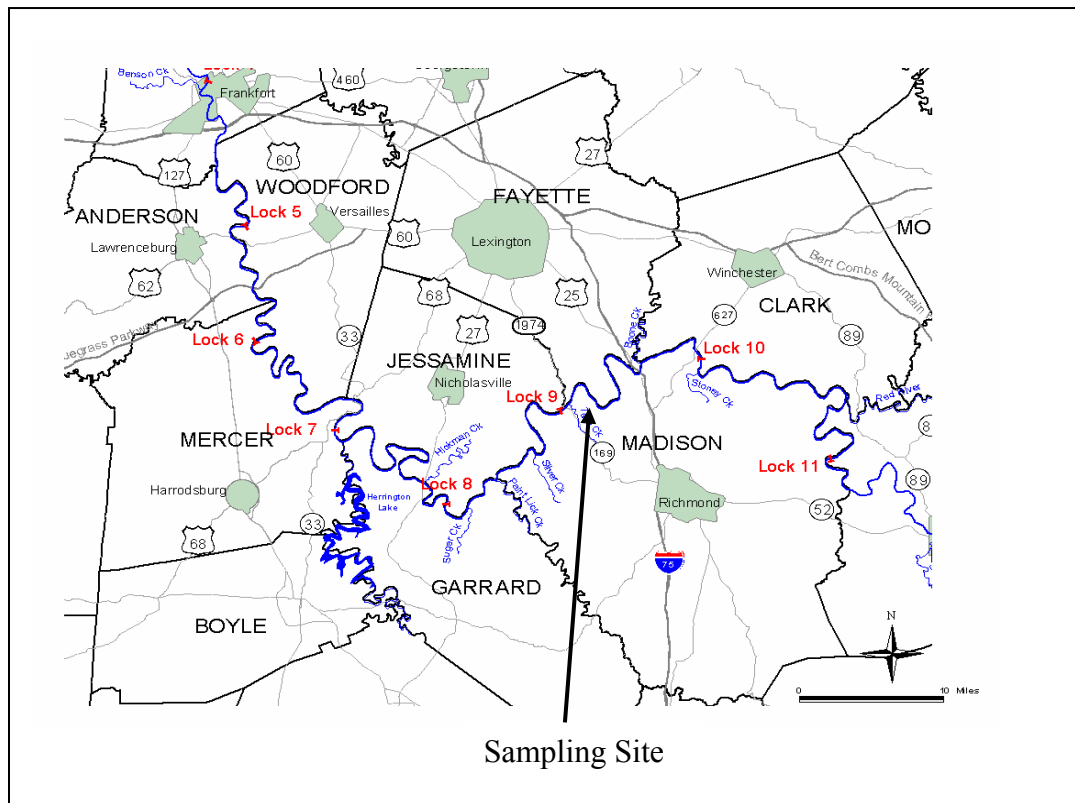 Benson Ck
Frankfort
460
27
60
127
WOODFORD
FAYETTE
ANDERSON
Lock 5
Versailles
60
Lexington
MO
Lawrenceburg
Winchester
Bert Combs Mountain
62
68
25
CLARK
627
1974
Boone Ck
33
27
89
Lock 6
Lock 10
JESSAMINE
Nicholasville
Stoney Ck
Red River
Lock 9
Lock 7
MERCER
Hickman Ck
169
MADISON
Lock 11
Silver Ck
Lock 8
Paint Lick Ck
Harrodsburg
Herrington
Lake
Richmond
89
52
33
Sugar Ck
68
75
GARRARD
BOYLE
N
0
10 Miles
Sampling Site